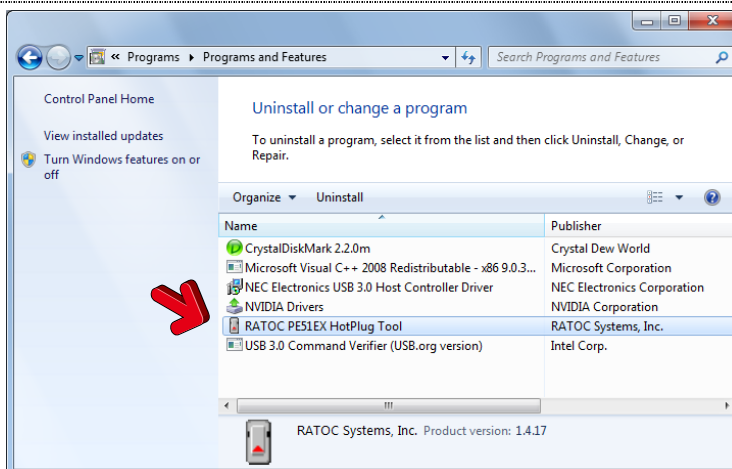 « Programs ▸ Programs and Features
Search Programs and Features
Control Panel Home
View installed updates
Turn Windows features on or
off
Uninstall or change a program
To uninstall a program, select it from the list and then click Uninstall, Change, or
Repair.
Organize Uninstall
Name Publisher
CrystalDiskMark 2.2.0m Crystal Dew World
Microsoft Visual C++ 2008 Redistributable - x86 9.0.3... Microsoft Corporation
NEC Electronics USB 3.0 Host Controller Driver NEC Electronics Corporation
NVIDIA Drivers NVIDIA Corporation
RATOC PE51EX HotPlug Tool RATOC Systems, Inc.
USB 3.0 Command Verifier (USB.org version) Intel Corp.
RATOC Systems, Inc. Product version: 1.4.17